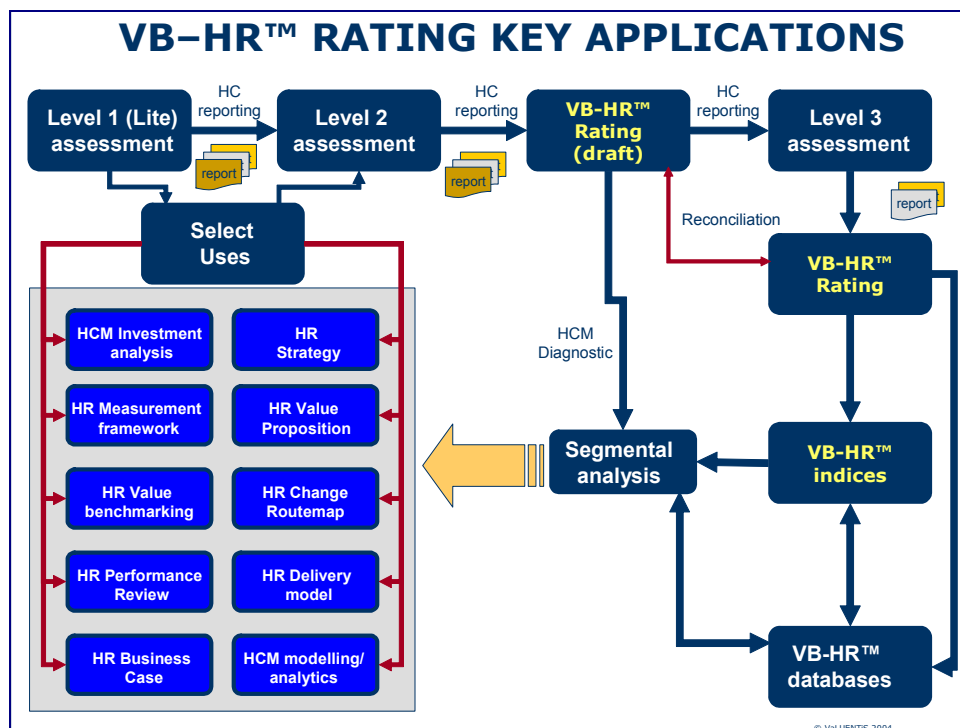 VB–HR™ RATING KEY APPLICATIONS
Level 1 (Lite)
assessment
HC
reporting
report
Level 2
assessment
HC
reporting
report
VB-HR™
Rating
(draft)
HC
reporting
Level 3
assessment
report
Reconciliation
VB-HR™
Rating
Select
Uses
HCM Investment
analysis
HR
Strategy
HR Measurement
framework
HR Value
Proposition
HR Value
benchmarking
HR Change
Routemap
HR Performance
Review
HR Delivery
model
HR Business
Case
HCM modelling/
analytics
HCM
Diagnostic
Segmental
analysis
VB-HR™
indices
VB-HR™
databases